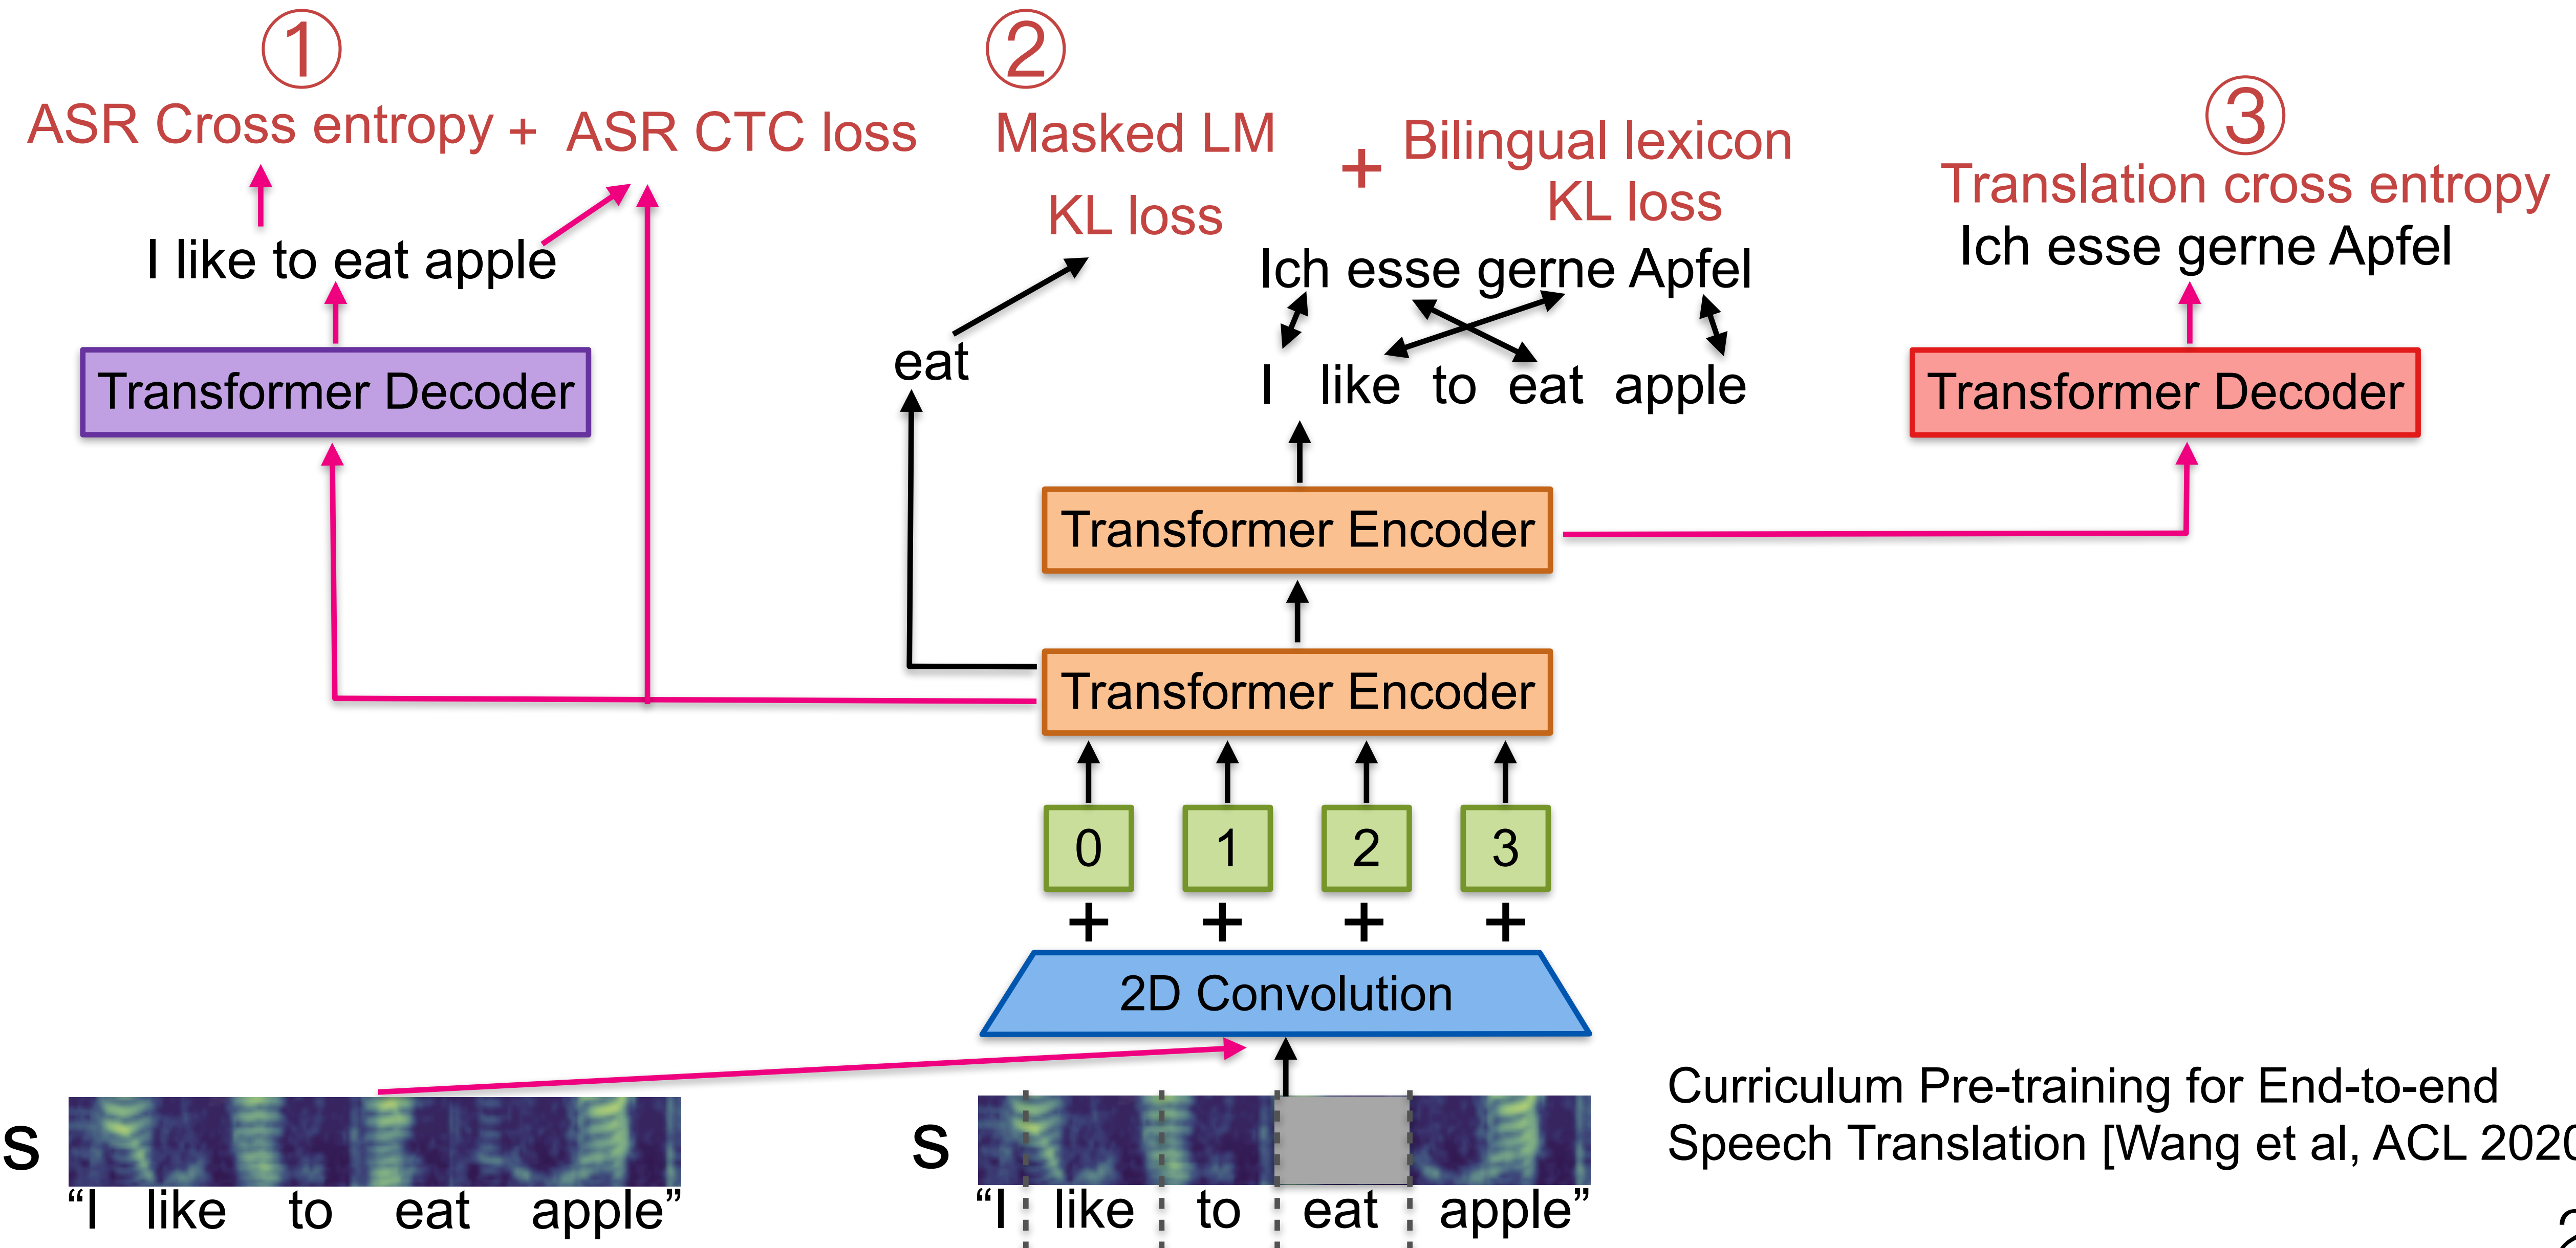 ①
ASR Cross entropy + ASR CTC loss
I like to eat apple
Transformer Decoder
②
Masked LM
KL loss
+
Bilingual lexicon
KL loss
Ich esse gerne Apfel
eat
I like to eat apple
③
Translation cross entropy
Ich esse gerne Apfel
Transformer Decoder
Transformer Encoder
Transformer Encoder
0 1 2 3
+ + + +
2D Convolution
S
“I like to eat apple”
S
“I like to eat apple”
Curriculum Pre-training for End-to-end
Speech Translation [Wang et al, ACL 2020